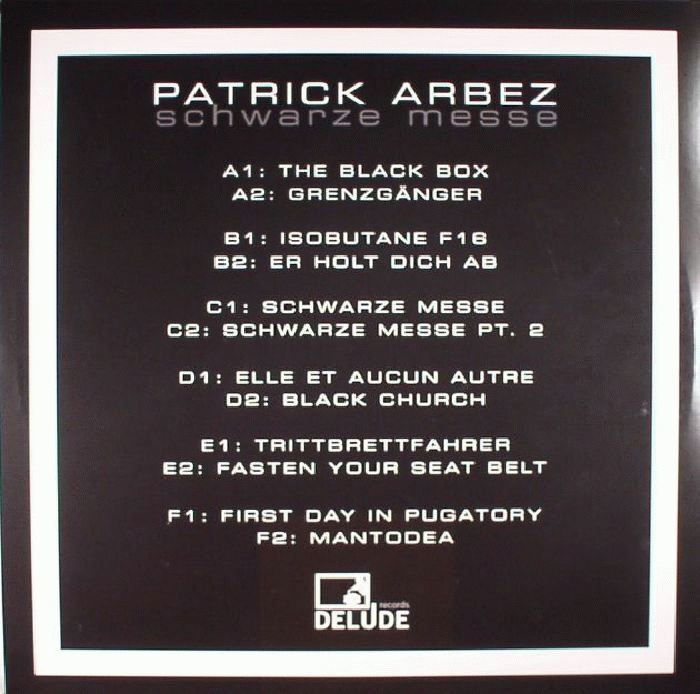 PATRICK ARBEZ
schwarze messe
A1: THE BLACK BOX
A2: GRENZGÄNGER
B1: ISOBUTANE F16
B2: ER HOLT DICH AB
C1: SCHWARZE MESSE
C2: SCHWARZE MESSE PT. 2
D1: ELLE ET AUCUN AUTRE
D2: BLACK CHURCH
E1: TRITTBRETTFAHRER
E2: FASTEN YOUR SEAT BELT
F1: FIRST DAY IN PUGATORY
F2: MANTODEA
records
DELUDE